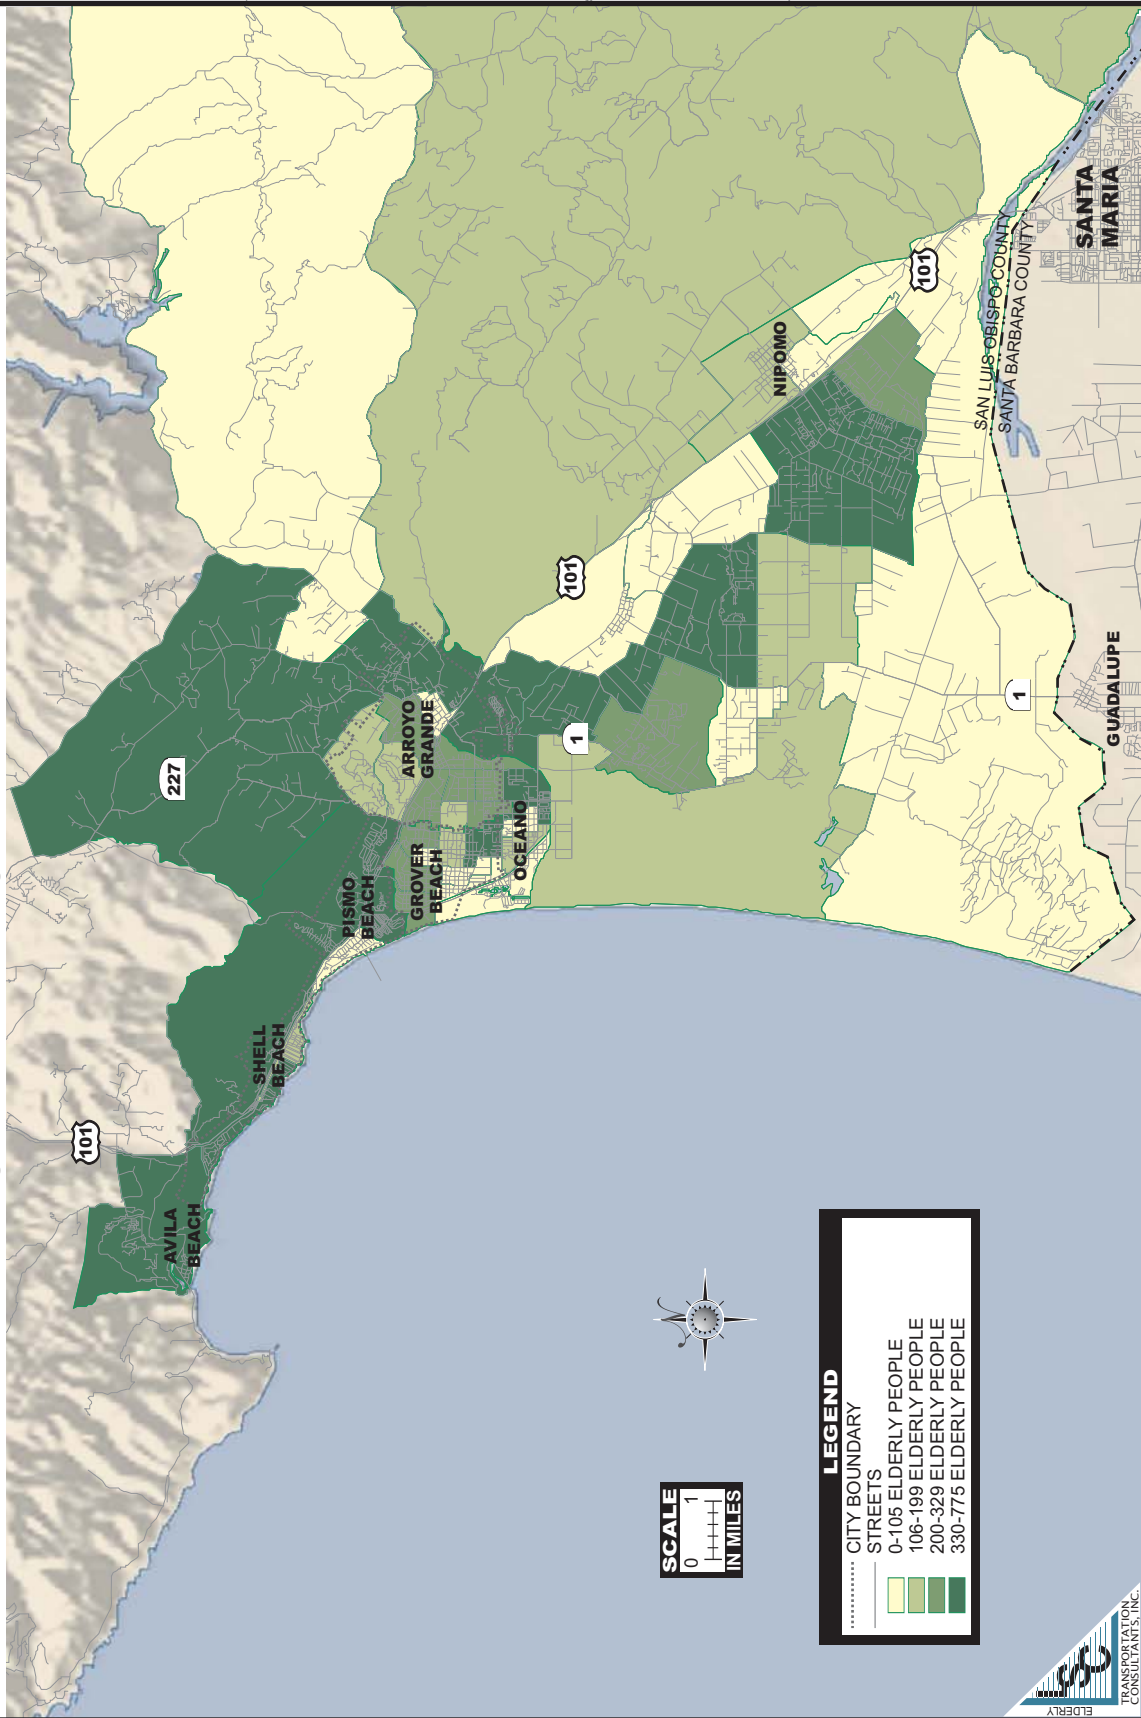 101
AVILA
BEACH
SHELL
BEACH
PISMO
BEACH
GROVER
BEACH
OCEANO
ARROYO
GRANDE
227
1
101
NIPOMO
101
1
GUADALUPE
SAN LUIS OBISPO COUNTY
SANTA BARBARA COUNTY
SANTA
MARIA
SCALE
0 1
IN MILES
LEGEND
CITY BOUNDARY
STREETS
0-105 ELDERLY PEOPLE
106-199 ELDERLY PEOPLE
200-329 ELDERLY PEOPLE
330-775 ELDERLY PEOPLE
LSC
TRANSPORTATION
CONSULTANTS, INC.
ELDERLY